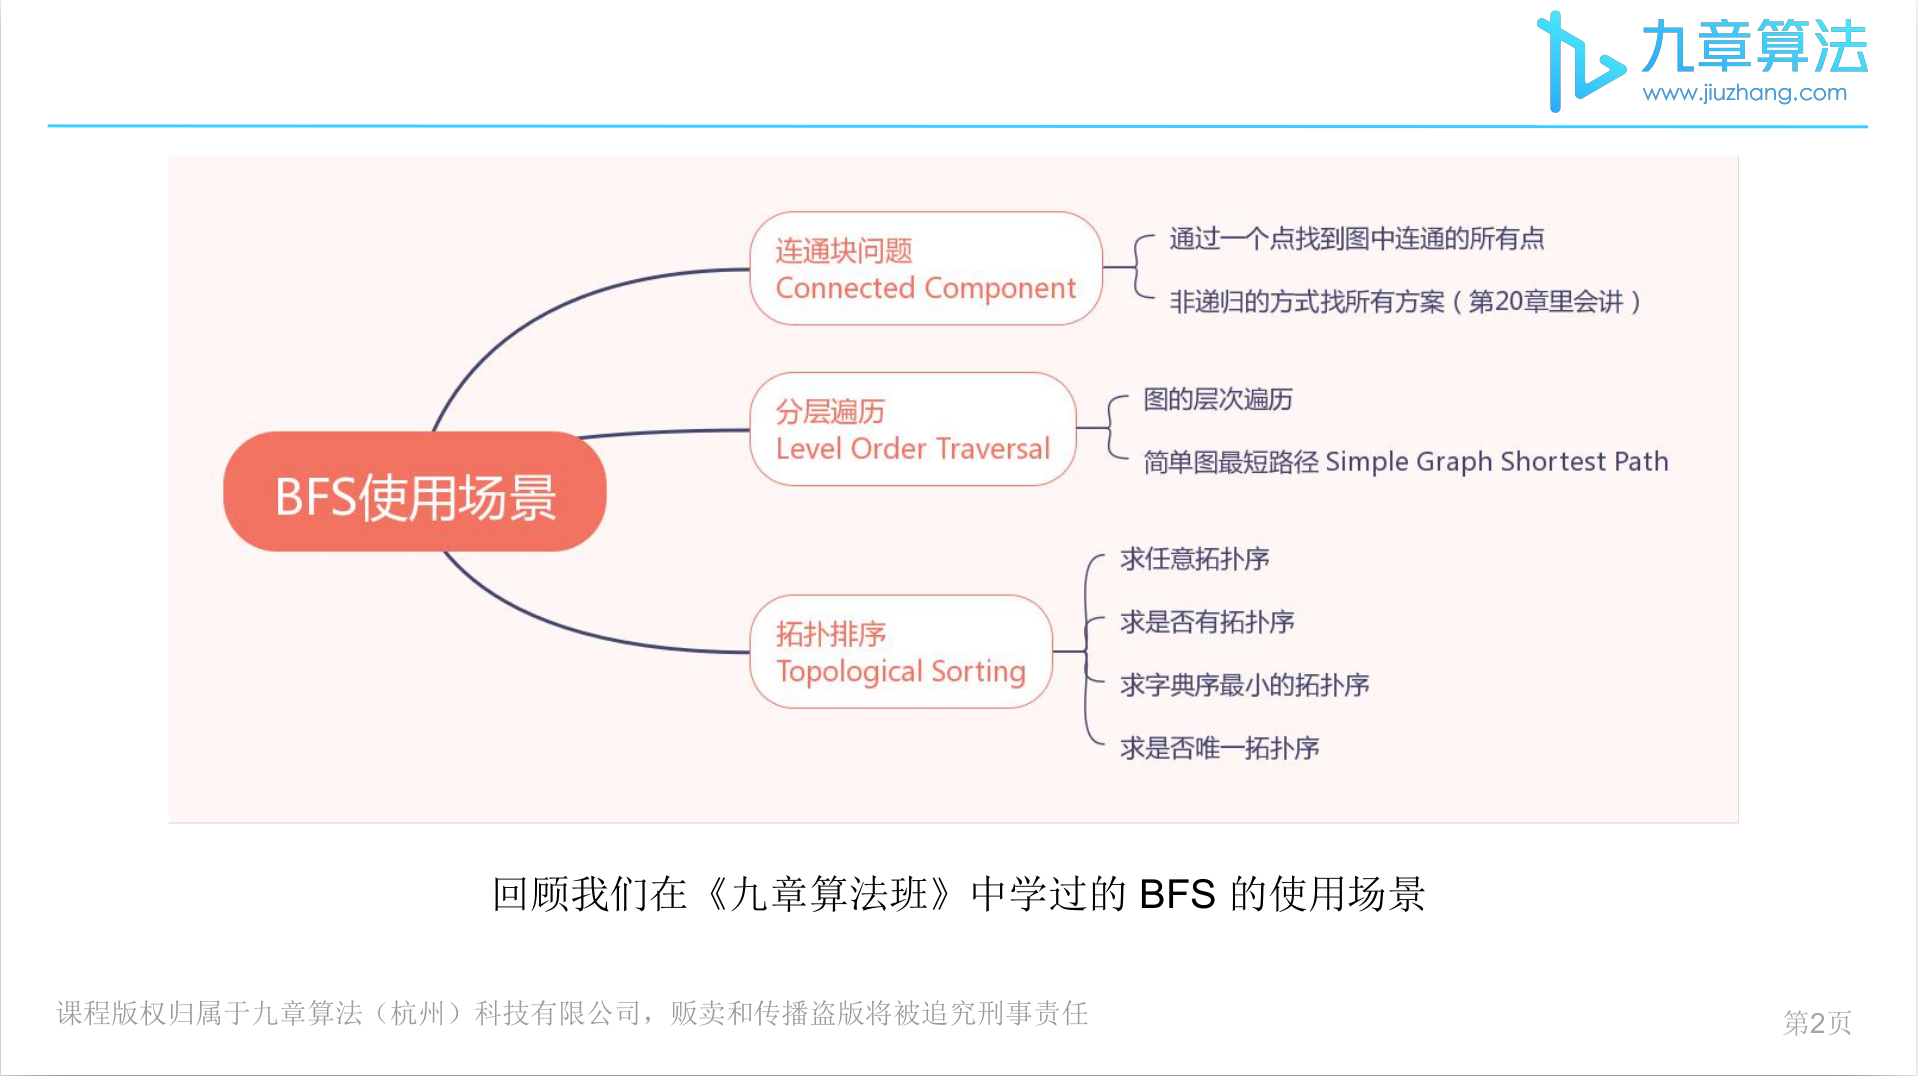 九章算法
www.jiuzhang.com
BFS使用场景
连通块问题
Connected Component
通过一个点找到图中连通的所有点
非递归的方式找所有方案（第20章里会讲）
分层遍历
Level Order Traversal
图的层次遍历
简单图最短路径 Simple Graph Shortest Path
拓扑排序
Topological Sorting
求任意拓扑序
求是否有拓扑序
求字典序最小的拓扑序
求是否唯一拓扑序
回顾我们在《九章算法班》中学过的 BFS 的使用场景
课程版权归属于九章算法（杭州）科技有限公司，贩卖和传播盗版将被追究刑事责任
第2页